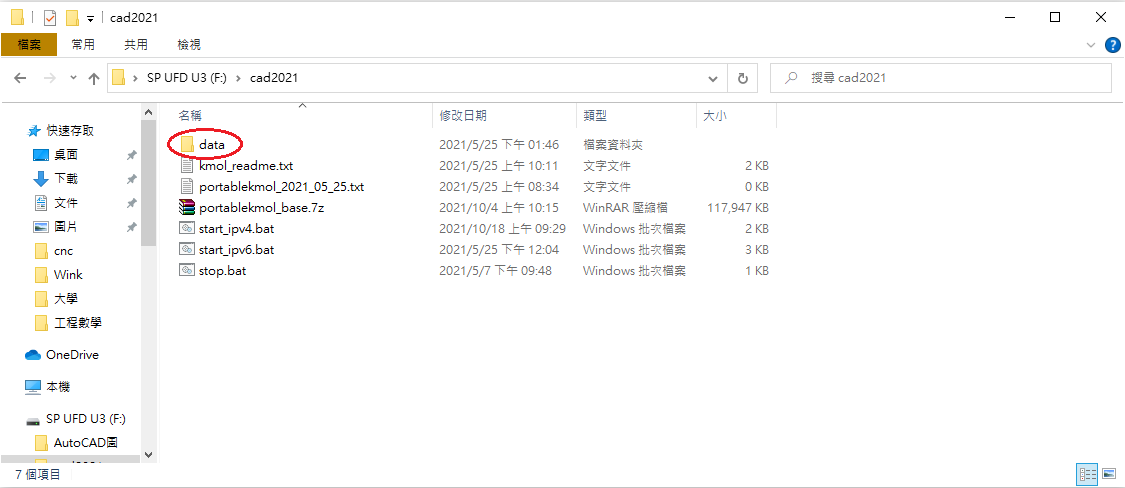 cad2021
檔案 常用 共用 檢視
SP UFD U3 (F:) cad2021 搜尋 cad2021
名稱 修改日期 類型 大小
快速存取
桌面
下載
文件
圖片
cnc
Wink
大學
工程數學
OneDrive
本機
SP UFD U3 (F:)
AutoCAD圖
data 2021/5/25 下午 01:46 檔案資料夾
kmol_readme.txt 2021/5/25 上午 10:11 文字文件 2 KB
portablekmol_2021_05_25.txt 2021/5/25 上午 08:34 文字文件 0 KB
portablekmol_base.7z 2021/10/4 上午 10:15 WinRAR 壓縮檔 117,947 KB
start_ipv4.bat 2021/10/18 上午 09:29 Windows 批次檔案 2 KB
start_ipv6.bat 2021/5/25 下午 12:04 Windows 批次檔案 3 KB
stop.bat 2021/5/7 下午 09:48 Windows 批次檔案 1 KB
7 個項目